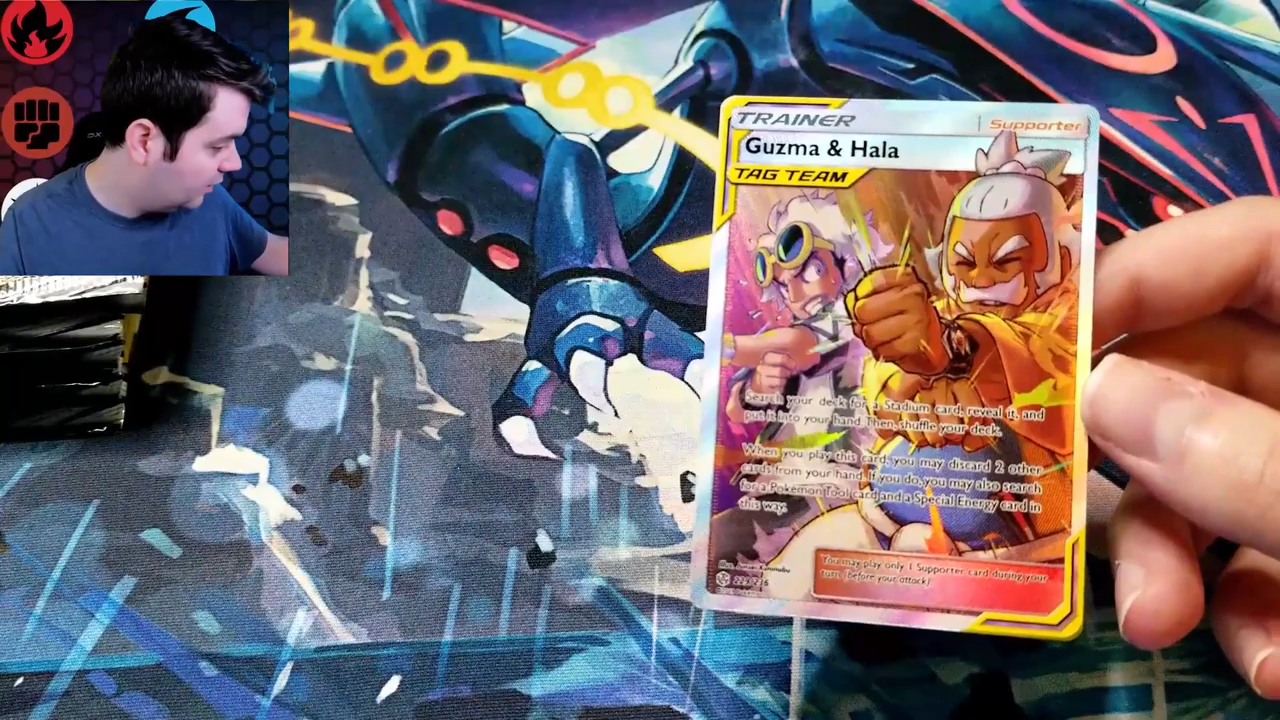 TRAINER
Supporter
Guzma & Hala
TAG TEAM
Search your deck for a Stadium card, reveal it, and
put it into your hand. Then, shuffle your deck.
When you play this card, you may discard 2 other
cards from your hand. If you do, you may also search
for a Pokémon Tool card and a Special Energy card in
this way.
Illus.
229/236
You may play only 1 Supporter card during your
turn (before your attack).